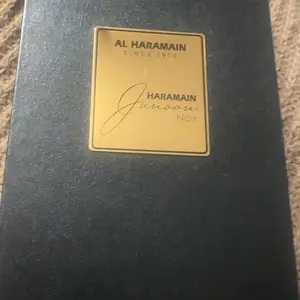 AL HARAMAIN
SINCE 1970
HARAMAIN
Junoon
Noir